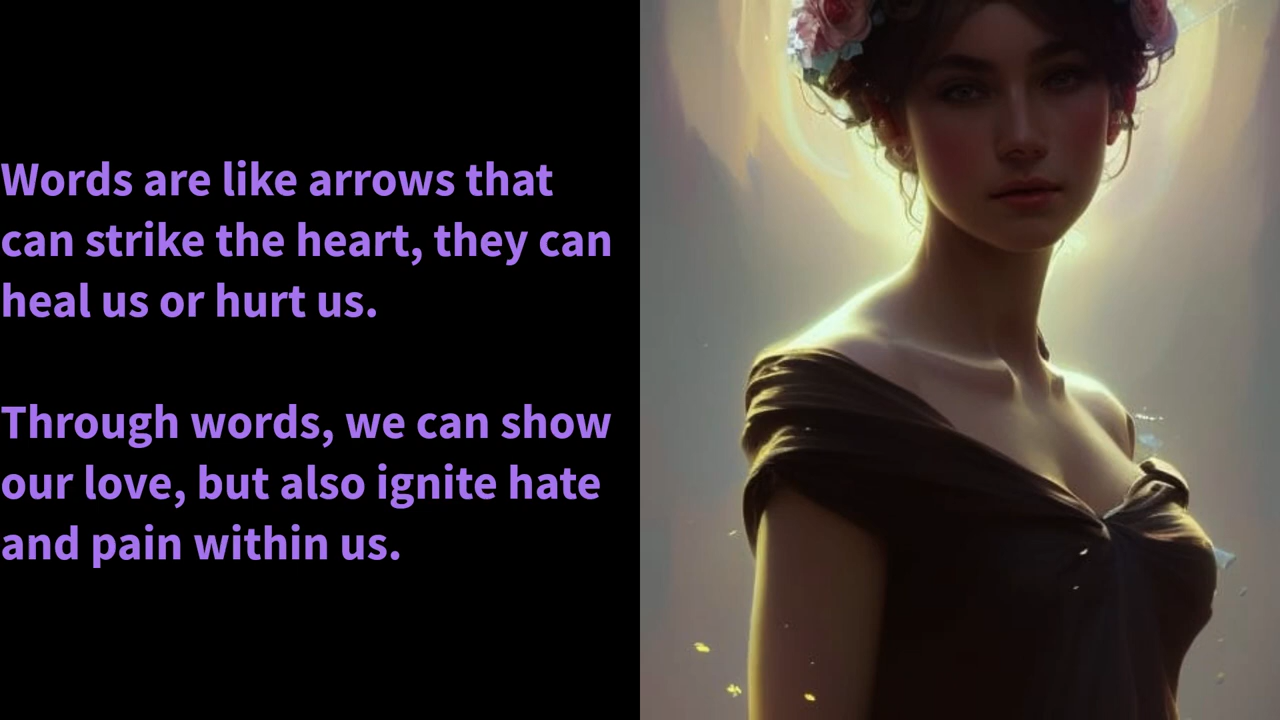 Words are like arrows that
can strike the heart, they can
heal us or hurt us.
Through words, we can show
our love, but also ignite hate
and pain within us.